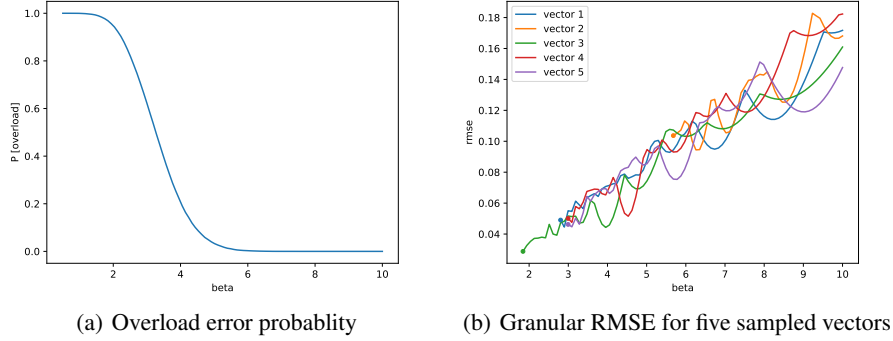 1.0
0.8
0.6
0.4
0.2
0.0
P [overload]
2
4
6
8
10
beta
(a) Overload error probablity
0.18
0.16
0.14
0.12
0.10
0.08
0.06
0.04
rmse
vector 1
vector 2
vector 3
vector 4
vector 5
2
3
4
5
6
7
8
9
10
beta
(b) Granular RMSE for five sampled vectors